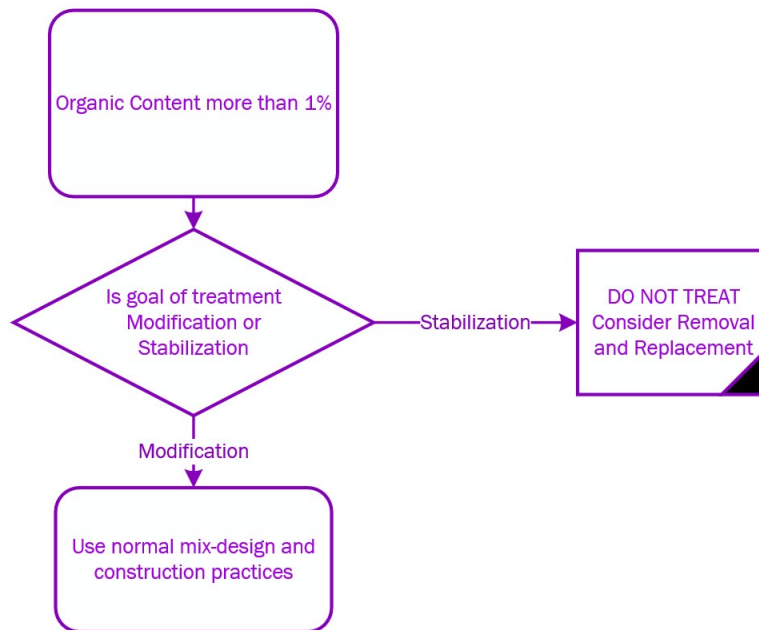 Organic Content more than 1%
Is goal of treatment
Modification or
Stabilization
Stabilization
DO NOT TREAT
Consider Removal
and Replacement
Modification
Use normal mix-design and
construction practices